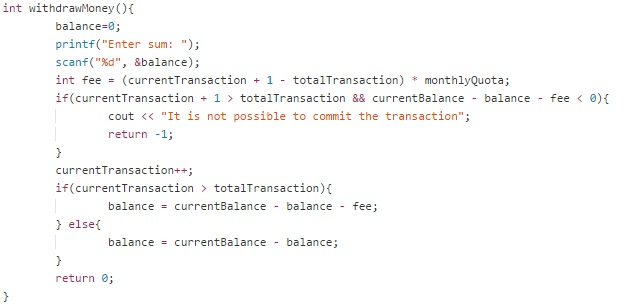 int withdrawMoney(){
balance=0;
printf("Enter sum: ");
scanf("%d", &balance);
int fee = (currentTransaction + 1 - totalTransaction) * monthlyQuota;
if(currentTransaction + 1 > totalTransaction && currentBalance - balance - fee < 0){
cout << "It is not possible to commit the transaction";
return -1;
}
currentTransaction++;
if(currentTransaction > totalTransaction){
balance = currentBalance - balance - fee;
} else{
balance = currentBalance - balance;
}
return 0;
}